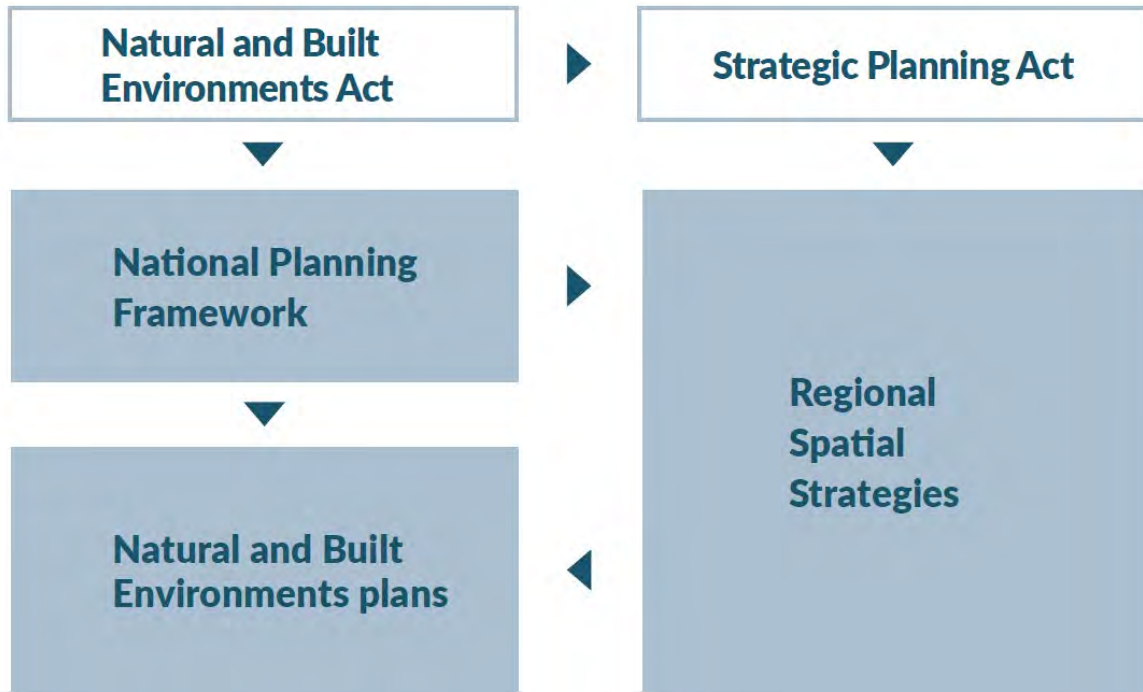 Natural and Built
Environments Act
Strategic Planning Act
National Planning
Framework
Natural and Built
Environments plans
Regional
Spatial
Strategies